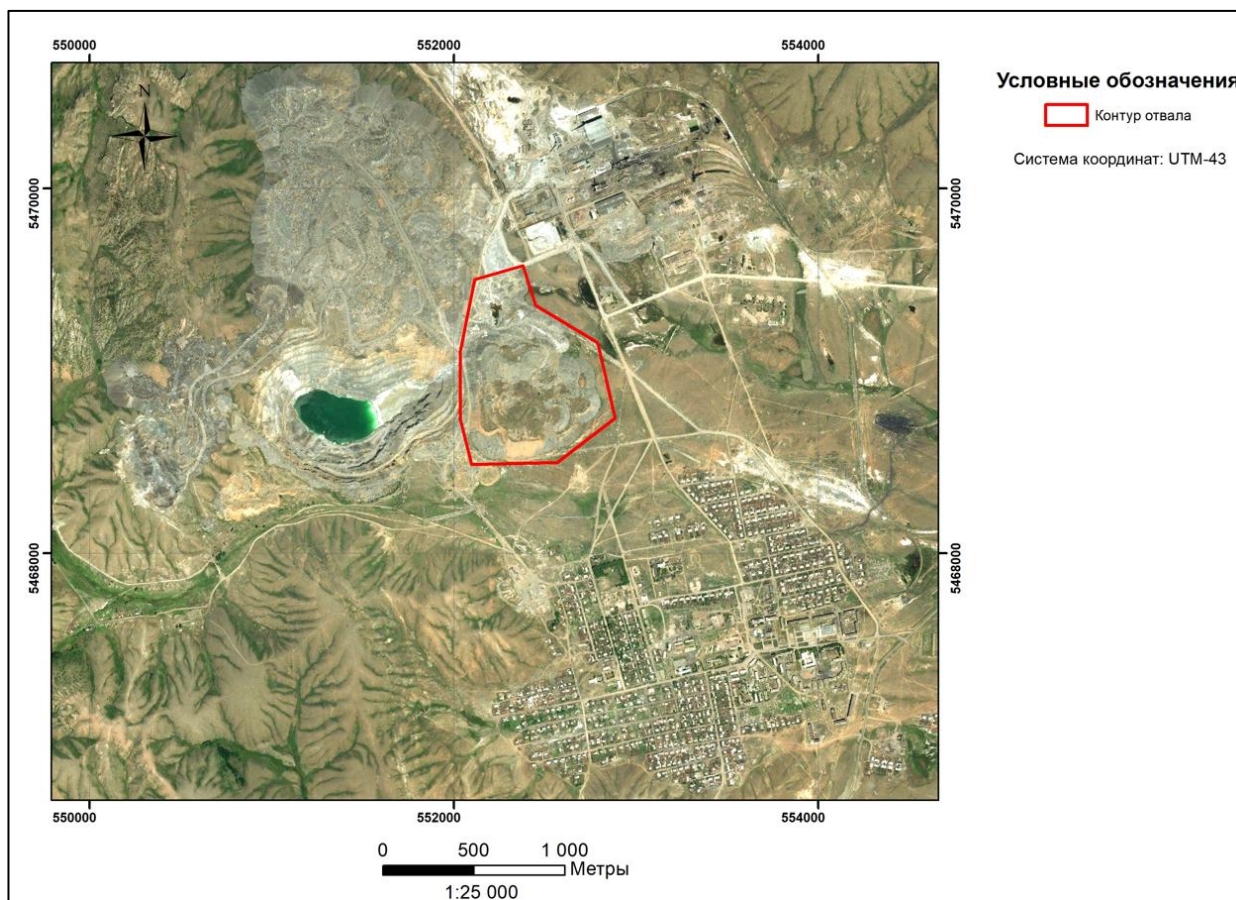 550000
552000
554000
Условные обозначения
N
Контур отвала
Система координат: UTM-43
5470000
5470000
5468000
5468000
550000
552000
554000
0 500 1 000
Метры
1:25 000